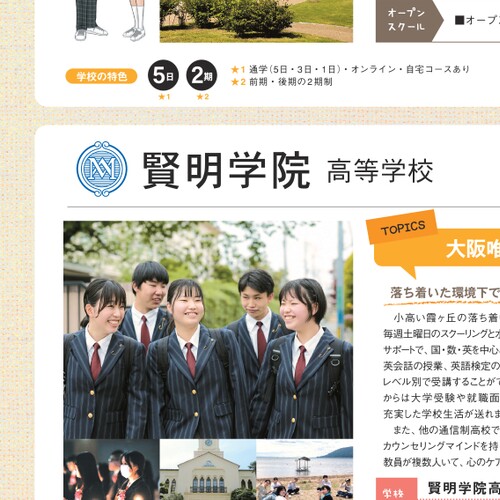 オープン
スクール
■オープ
学校の特色
5日
2期
★1 通学(5日・3日・1日)・オンライン・自宅コースあり
★1
★2
★2 前期・後期の2期制
賢明学院 高等学校
TOPICS
大阪唯
落ち着いた環境下で
小高い霞ヶ丘の落ち着
毎週土曜日のスクーリングと
サポートで、国・数・英を中心
英会話の授業、英語検定の
レベル別で受講することが
からは大学受験や就職面
充実した学校生活が送れま
また、他の通信制高校で
カウンセリングマインドを持
教員が複数人いて、心のケア
学校
賢明学院高